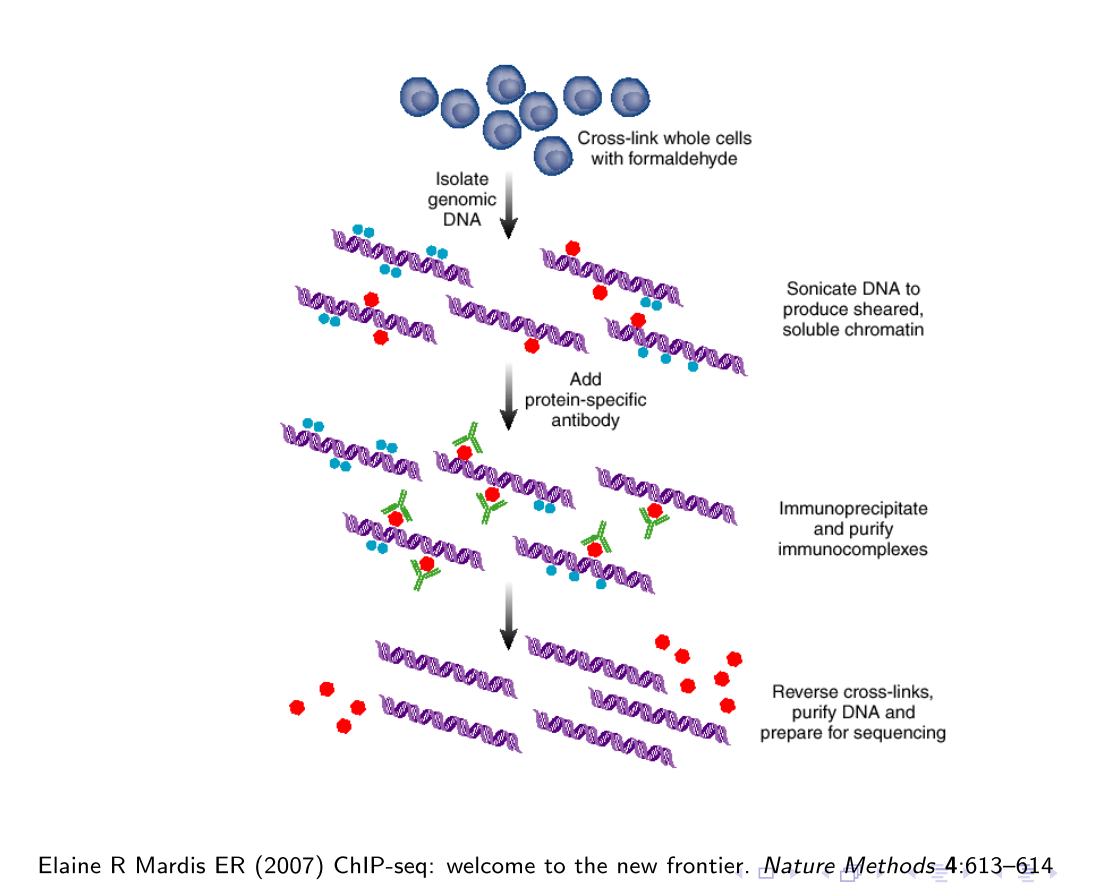 Cross-link whole cells
with formaldehyde
Isolate
genomic
DNA
Sonicate DNA to
produce sheared,
soluble chromatin
Add
protein-specific
antibody
Immunoprecipitate
and purify
immunocomplexes
Reverse cross-links,
purify DNA and
prepare for sequencing
Elaine R Mardis ER (2007) ChIP-seq: welcome to the new frontier. Nature Methods 4:613–614